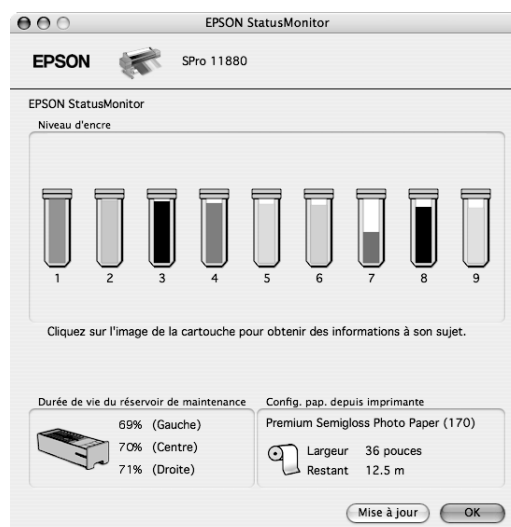 EPSON StatusMonitor
EPSON SPro 11880
EPSON StatusMonitor
Niveau d'encre
1 2 3 4 5 6 7 8 9
Cliquez sur l'image de la cartouche pour obtenir des informations à son sujet.
Durée de vie du réservoir de maintenance
69% (Gauche)
70% (Centre)
71% (Droite)
Config. pap. depuis imprimante
Premium Semigloss Photo Paper (170)
Largeur 36 pouces
Restant 12.5 m
Mise à jour OK